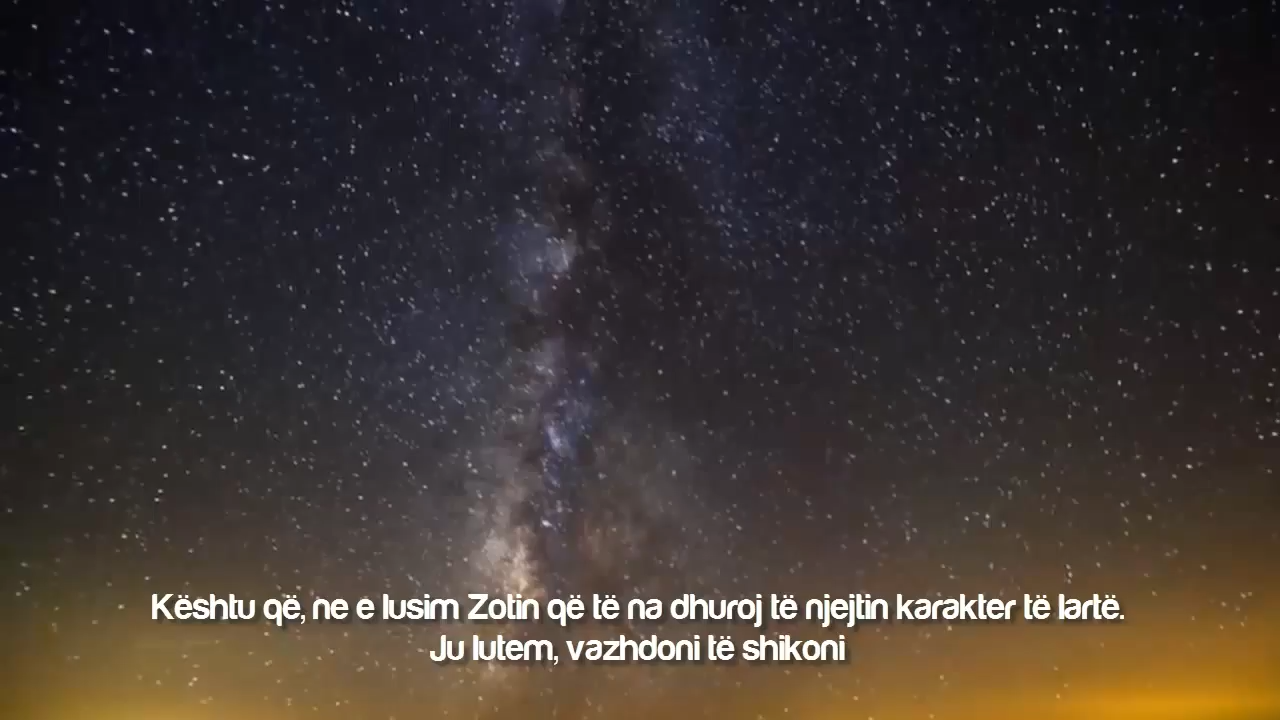 Kështu që, ne e lusim Zotin që të na dhuroj të njejtin karakter të lartë.
Ju lutem, vazhdoni të shikoni